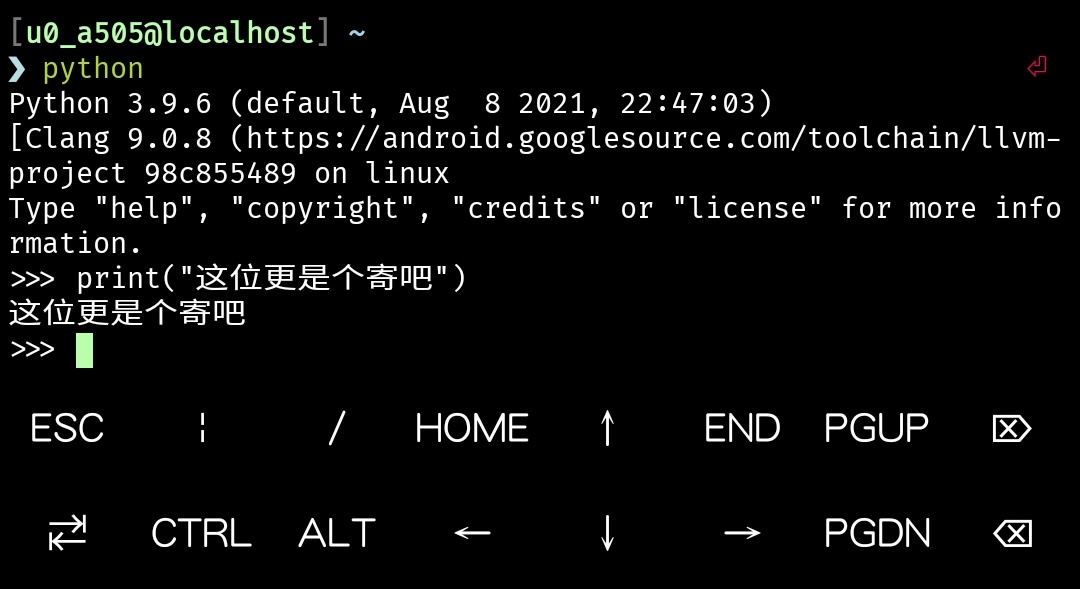 [u0_a505@localhost] ~
❯ python ⏎
Python 3.9.6 (default, Aug  8 2021, 22:47:03)
[Clang 9.0.8 (https://android.googlesource.com/toolchain/llvm-
project 98c855489 on linux
Type "help", "copyright", "credits" or "license" for more info
rmation.
>>> print("这位更是个寄吧")
这位更是个寄吧
>>>
ESC ¦ / HOME ↑ END PGUP ⌦
⇄ CTRL ALT ← ↓ → PGDN ⌫